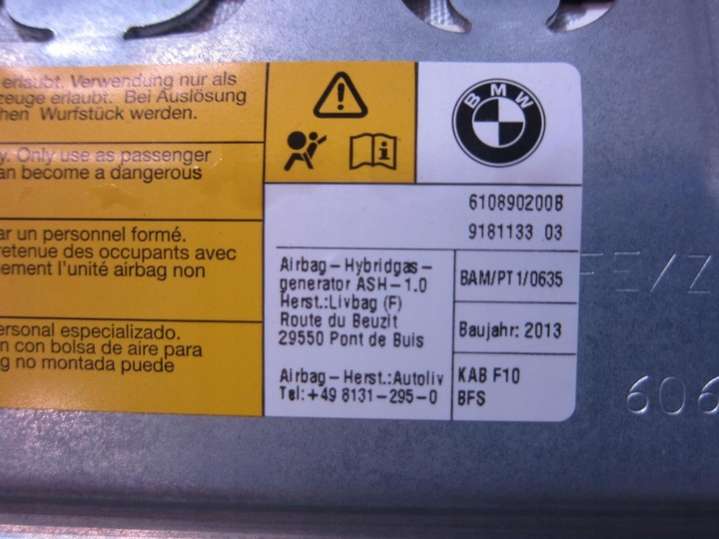 erlaubt. Verwendung nur als
zeuge erlaubt. Bei Auslösung
chen Wurfstück werden.
y. Only use as passenger
an become a dangerous
ar un personnel formé.
retenue des occupants avec
nement l'unité airbag non
ersonal especializado.
n con bolsa de aire para
g no montada puede
BMW
610890200B
9181133 03
Airbag-Hybridgas-
generator ASH-1.0
Herst.:Livbag (F)
Route du Beuzit
29550 Pont de Buis
Airbag-Herst.:Autoliv
Tel:+49 8131-295-0
BAM/PT1/0635
Baujahr: 2013
KAB F10
BFS
FE/Z
606